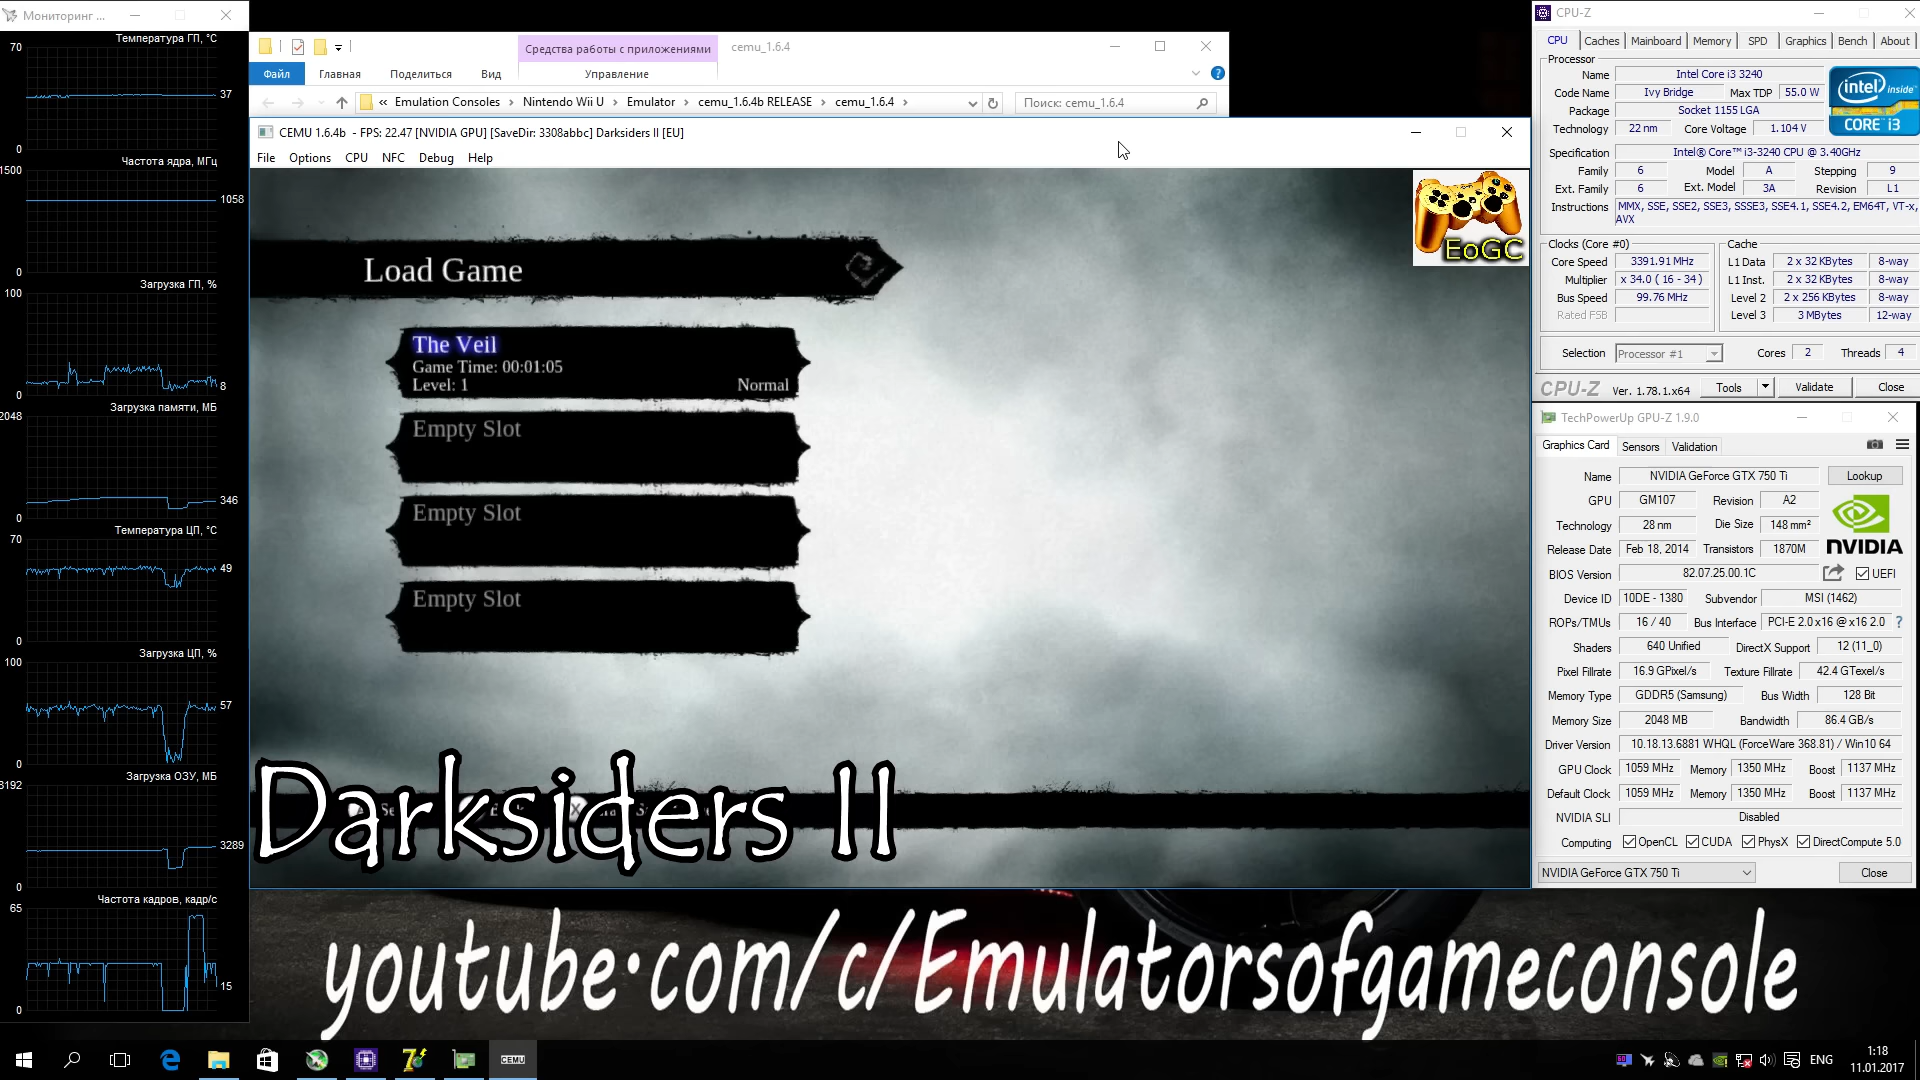 Мониторинг ...
Температура ГП, °C
70
37
0
Частота ядра, МГц
1500
1058
0
Загрузка ГП, %
100
8
0
Загрузка памяти, МБ
2048
346
0
Температура ЦП, °C
70
49
0
Загрузка ЦП, %
100
57
0
Загрузка ОЗУ, МБ
8192
3289
0
Частота кадров, кадр/с
65
15
0
Средства работы с приложениями
cemu_1.6.4
Файл
Главная
Поделиться
Вид
Управление
« Emulation Consoles > Nintendo Wii U > Emulator > cemu_1.6.4b RELEASE > cemu_1.6.4 >
Поиск: cemu_1.6.4
CEMU 1.6.4b - FPS: 22.47 [NVIDIA GPU] [SaveDir: 3308abbc] Darksiders II [EU]
File Options CPU NFC Debug Help
EoGC
Load Game
The Veil
Game Time: 00:01:05
Level: 1
Normal
Empty Slot
Empty Slot
Empty Slot
Darksiders II
youtube.com/c/Emulatorsofgameconsole
CPU-Z
CPU Caches Mainboard Memory SPD Graphics Bench About
Processor
Name Intel Core i3 3240
Code Name Ivy Bridge Max TDP 55.0 W
Package Socket 1155 LGA
Technology 22 nm Core Voltage 1.104 V
intel inside™
CORE i3
Specification Intel® Core™ i3-3240 CPU @ 3.40GHz
Family 6 Model A Stepping 9
Ext. Family 6 Ext. Model 3A Revision L1
Instructions MMX, SSE, SSE2, SSE3, SSSE3, SSE4.1, SSE4.2, EM64T, VT-x,
AVX
Clocks (Core #0)
Core Speed 3391.91 MHz
Multiplier x 34.0 ( 16 - 34 )
Bus Speed 99.76 MHz
Rated FSB
Cache
L1 Data 2 x 32 KBytes 8-way
L1 Inst. 2 x 32 KBytes 8-way
Level 2 2 x 256 KBytes 8-way
Level 3 3 MBytes 12-way
Selection Processor #1 Cores 2 Threads 4
CPU-Z Ver. 1.78.1.x64 Tools Validate Close
TechPowerUp GPU-Z 1.9.0
Graphics Card Sensors Validation
Name NVIDIA GeForce GTX 750 Ti Lookup
GPU GM107 Revision A2
Technology 28 nm Die Size 148 mm²
Release Date Feb 18, 2014 Transistors 1870M
NVIDIA
BIOS Version 82.07.25.00.1C UEFI
Device ID 10DE - 1380 Subvendor MSI (1462)
ROPs/TMUs 16 / 40 Bus Interface PCI-E 2.0 x16 @ x16 2.0 ?
Shaders 640 Unified DirectX Support 12 (11_0)
Pixel Fillrate 16.9 GPixel/s Texture Fillrate 42.4 GTexel/s
Memory Type GDDR5 (Samsung) Bus Width 128 Bit
Memory Size 2048 MB Bandwidth 86.4 GB/s
Driver Version 10.18.13.6881 WHQL (ForceWare 368.81) / Win10 64
GPU Clock 1059 MHz Memory 1350 MHz Boost 1137 MHz
Default Clock 1059 MHz Memory 1350 MHz Boost 1137 MHz
NVIDIA SLI Disabled
Computing OpenCL CUDA PhysX DirectCompute 5.0
NVIDIA GeForce GTX 750 Ti Close
CEMU
ENG
1:18
11.01.2017